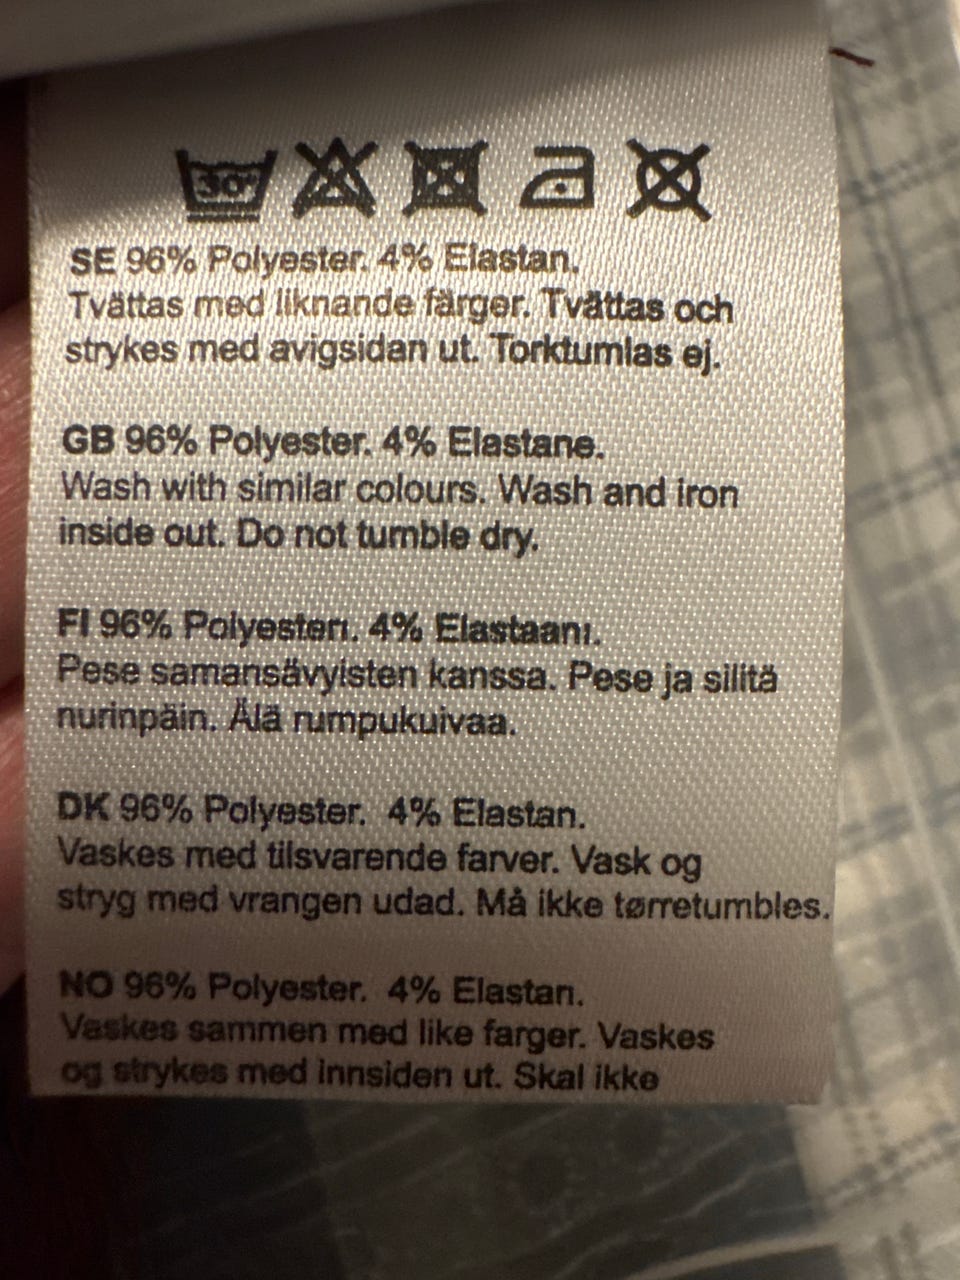 30°
SE 96% Polyester. 4% Elastan.
Tvättas med liknande färger. Tvättas och
strykes med avigsidan ut. Torktumlas ej.
GB 96% Polyester. 4% Elastane.
Wash with similar colours. Wash and iron
inside out. Do not tumble dry.
FI 96% Polyesteri. 4% Elastaani.
Pese samansävyisten kanssa. Pese ja silitä
nurinpäin. Älä rumpukuivaa.
DK 96% Polyester. 4% Elastan.
Vaskes med tilsvarende farver. Vask og
stryg med vrangen udad. Må ikke tørretumbles.
NO 96% Polyester. 4% Elastan.
Vaskes sammen med like farger. Vaskes
og strykes med innsiden ut. Skal ikke